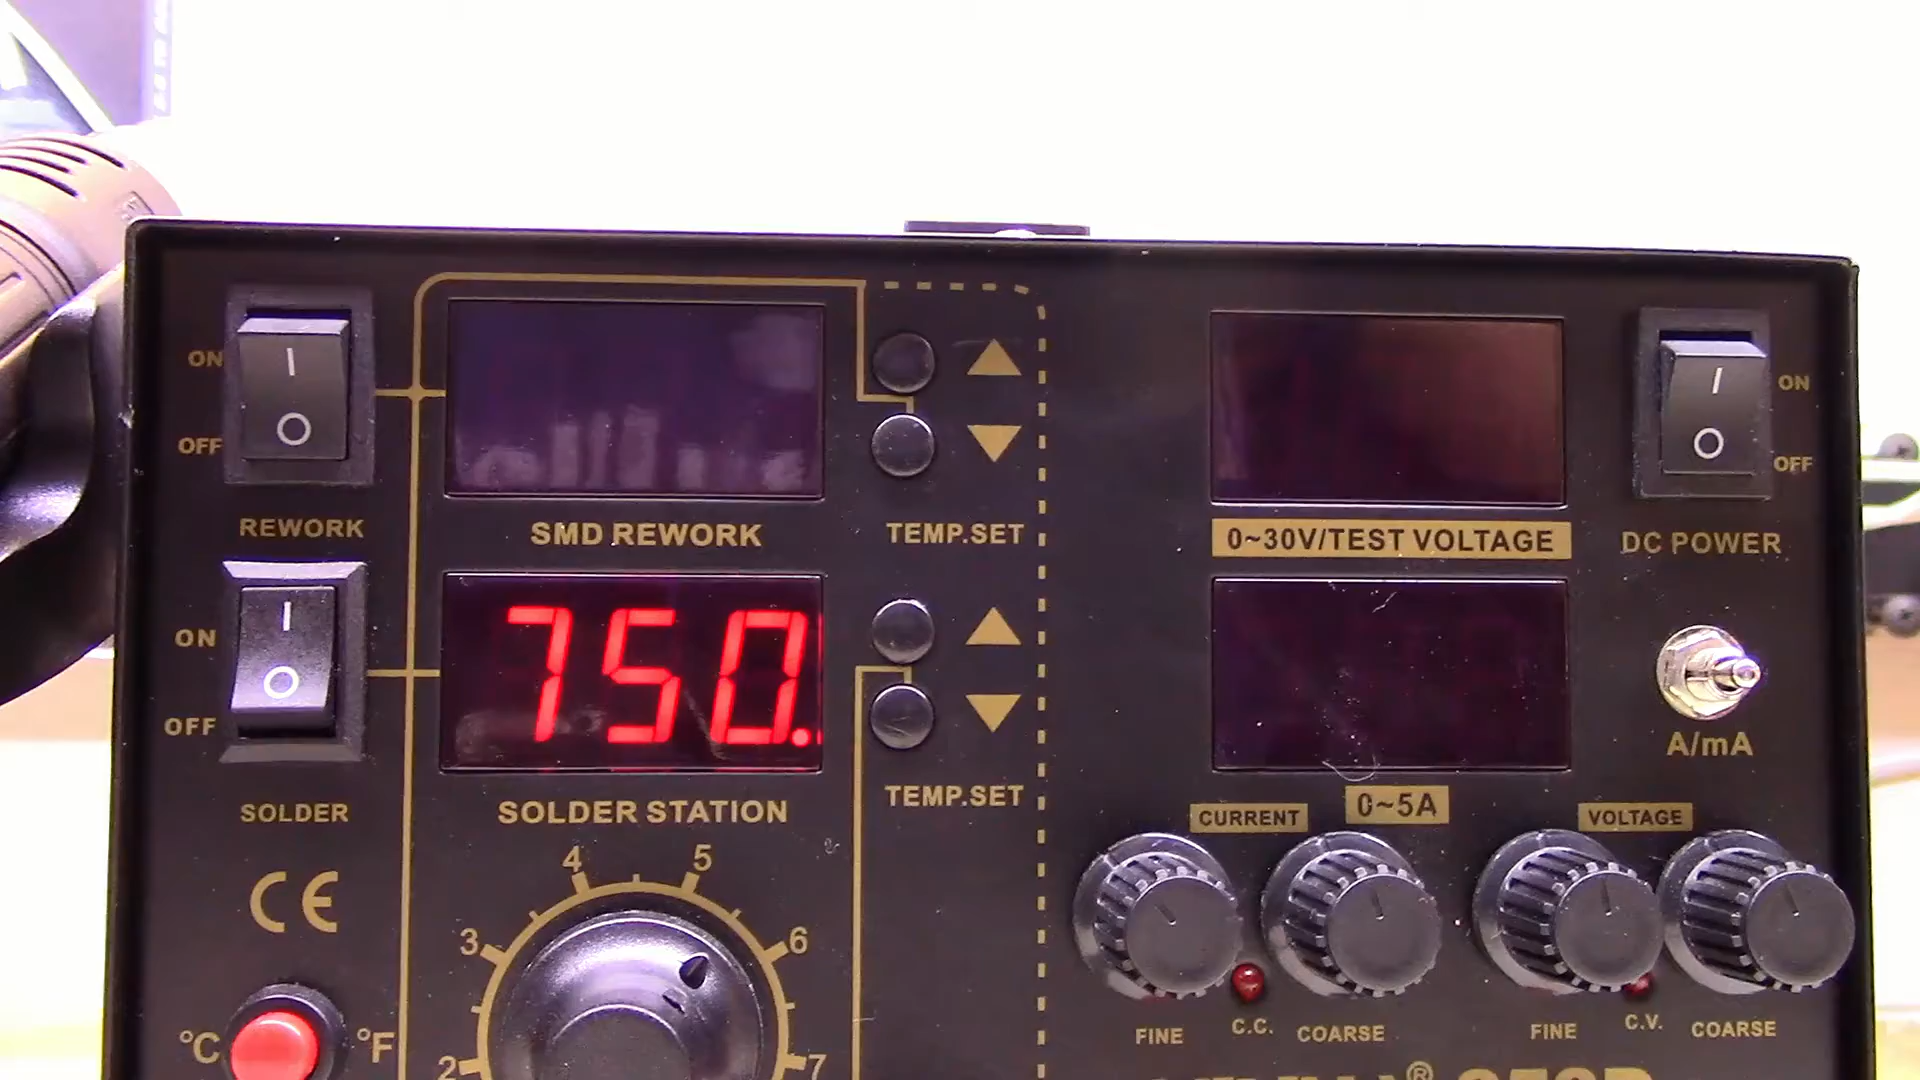 ON
I
O
OFF
REWORK
SMD REWORK
TEMP.SET
0~30V/TEST VOLTAGE
I
O
ON
OFF
DC POWER
ON
I
O
OFF
SOLDER
750.
SOLDER STATION
TEMP.SET
A/mA
CURRENT
0~5A
VOLTAGE
CE
2
3
4
5
6
7
°C
°F
FINE
C.C.
COARSE
FINE
C.V.
COARSE